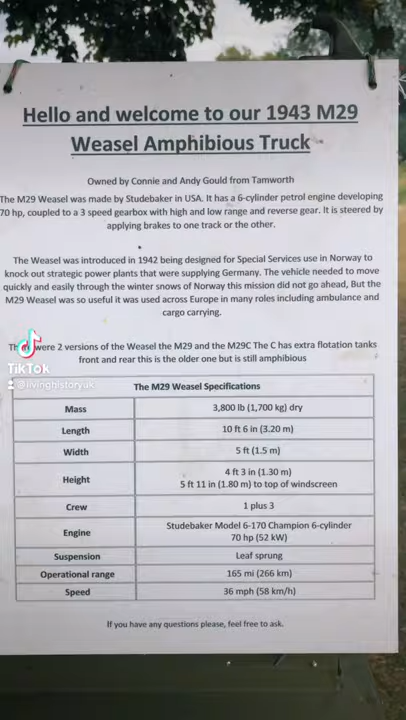 Hello and welcome to our 1943 M29
Weasel Amphibious Truck
Owned by Connie and Andy Gould from Tamworth
The M29 Weasel was made by Studebaker in USA. It has a 6-cylinder petrol engine developing
70 hp, coupled to a 3 speed gearbox with high and low range and reverse gear. It is steered by
applying brakes to one track or the other.
The Weasel was introduced in 1942 being designed for Special Services use in Norway to
knock out strategic power plants that were supplying Germany. The vehicle needed to move
quickly and easily through the winter snows of Norway this mission did not go ahead, But the
M29 Weasel was so useful it was used across Europe in many roles including ambulance and
cargo carrying.
were 2 versions of the Weasel the M29 and the M29C The C has extra flotation tanks
front and rear this is the older one but is still amphibious
TikTok
@livinghistoryuk
The M29 Weasel Specifications
Mass 3,800 lb (1,700 kg) dry
Length 10 ft 6 in (3.20 m)
Width 5 ft (1.5 m)
Height 4 ft 3 in (1.30 m)
5 ft 11 in (1.80 m) to top of windscreen
Crew 1 plus 3
Engine Studebaker Model 6-170 Champion 6-cylinder
70 hp (52 kW)
Suspension Leaf sprung
Operational range 165 mi (266 km)
Speed 36 mph (58 km/h)
If you have any questions please, feel free to ask.